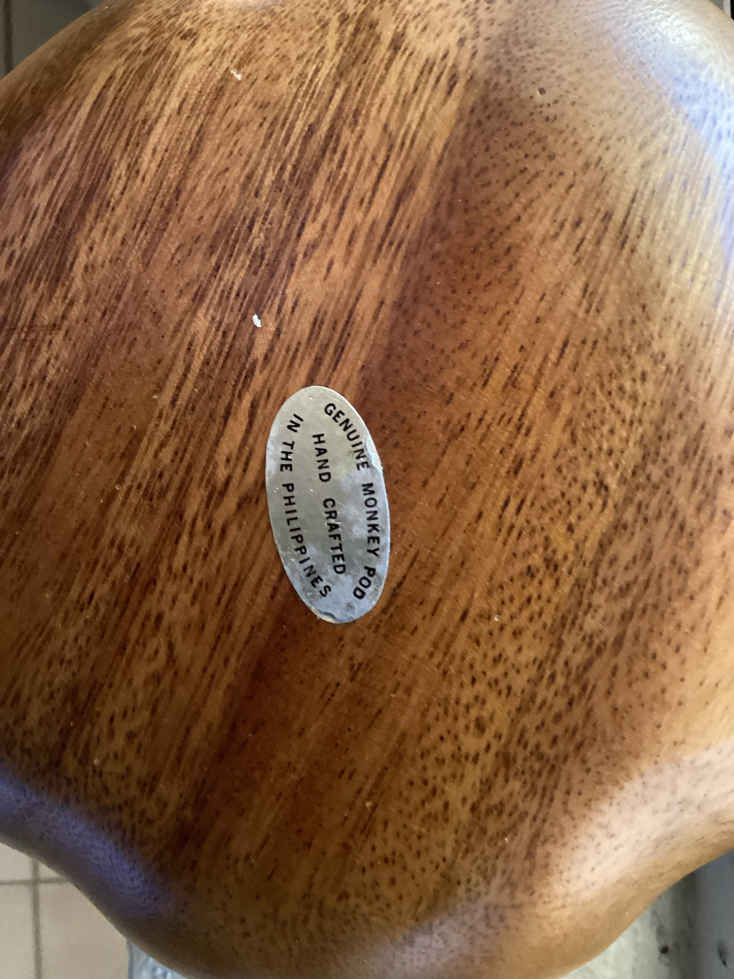 GENUINE MONKEY POD
HAND CRAFTED
IN THE PHILIPPINES